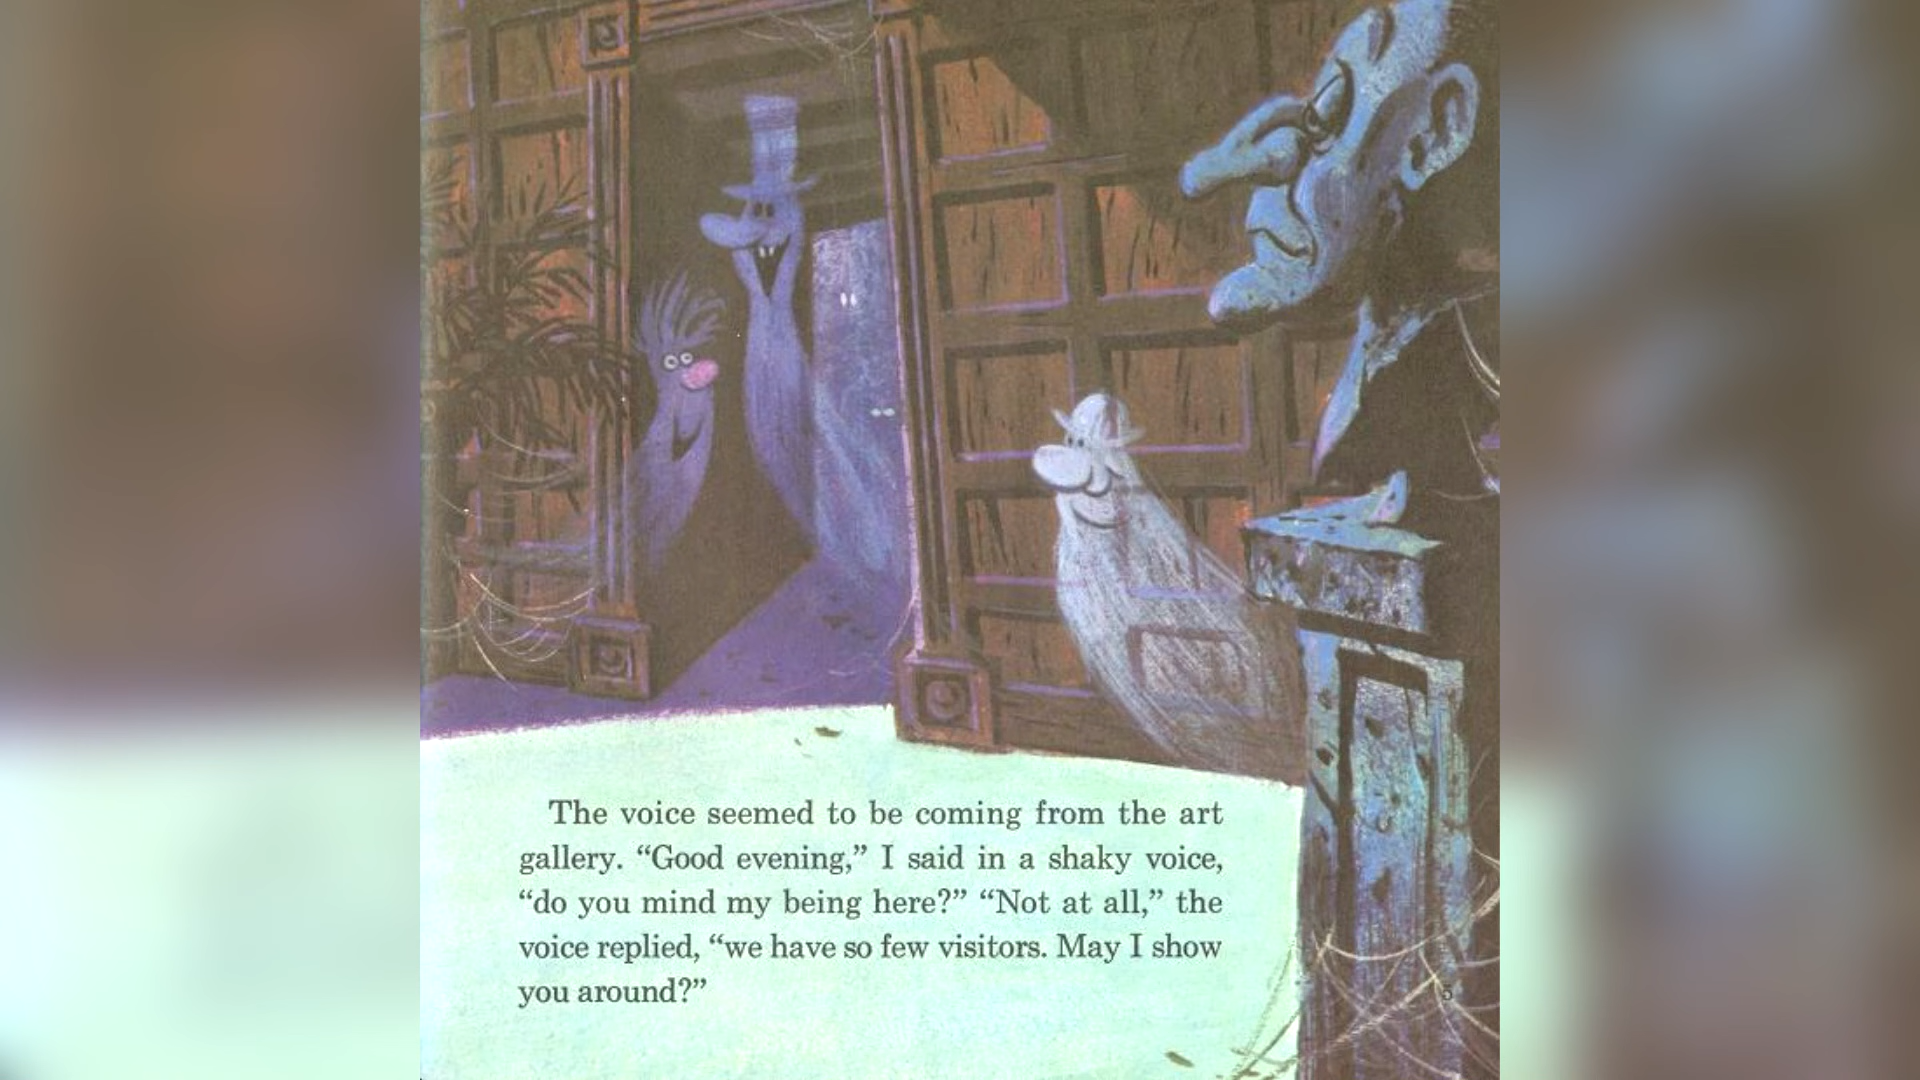 The voice seemed to be coming from the art
gallery. “Good evening,” I said in a shaky voice,
“do you mind my being here?” “Not at all,” the
voice replied, “we have so few visitors. May I show
you around?”
5